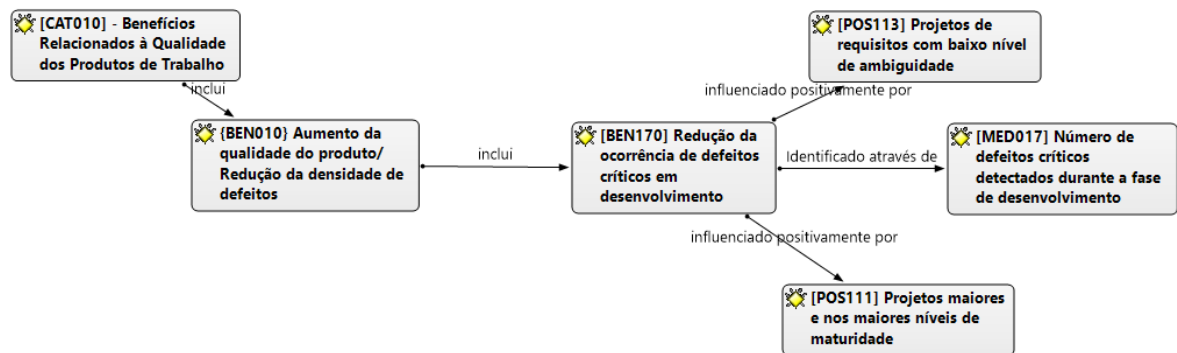 [CAT010] - Benefícios
Relacionados à Qualidade
dos Produtos de Trabalho
inclui
{BEN010} Aumento da
qualidade do produto/
Redução da densidade de
defeitos
inclui
[BEN170] Redução da
ocorrência de defeitos
críticos em
desenvolvimento
influenciado positivamente por
[POS113] Projetos de
requisitos com baixo nível
de ambiguidade
Identificado através de
[MED017] Número de
defeitos críticos
detectados durante a fase
de desenvolvimento
influenciado positivamente por
[POS111] Projetos maiores
e nos maiores níveis de
maturidade